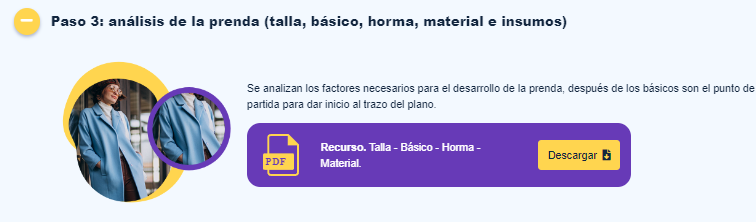 Paso 3: análisis de la prenda (talla, básico, horma, material e insumos)
Se analizan los factores necesarios para el desarrollo de la prenda, después de los básicos son el punto de
partida para dar inicio al trazo del plano.
PDF
Recurso. Talla - Básico - Horma -
Material.
Descargar